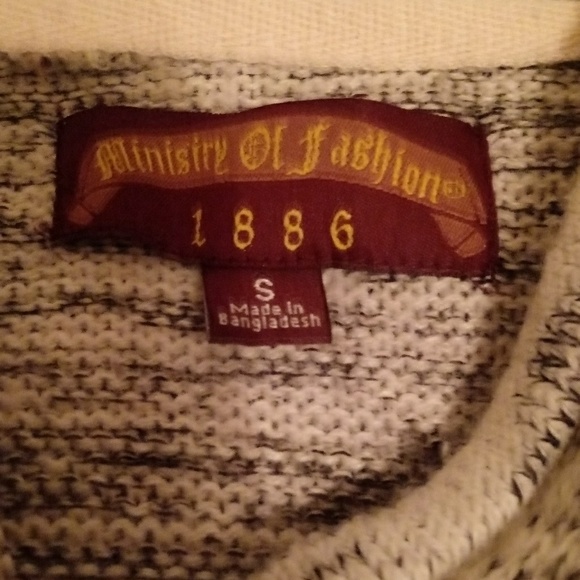 Ministry Of Fashion
1886
S
Made in
Bangladesh